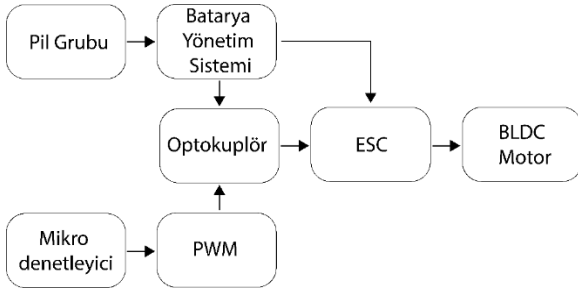 Pil Grubu
Batarya
Yönetim
Sistemi
Optokuplör
ESC
BLDC
Motor
Mikro
denetleyici
PWM